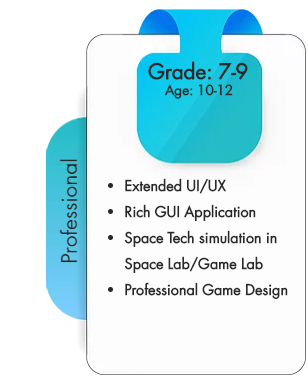 Grade: 7-9
Age: 10-12
Professional
• Extended UI/UX
• Rich GUI Application
• Space Tech simulation in
Space Lab/Game Lab
• Professional Game Design